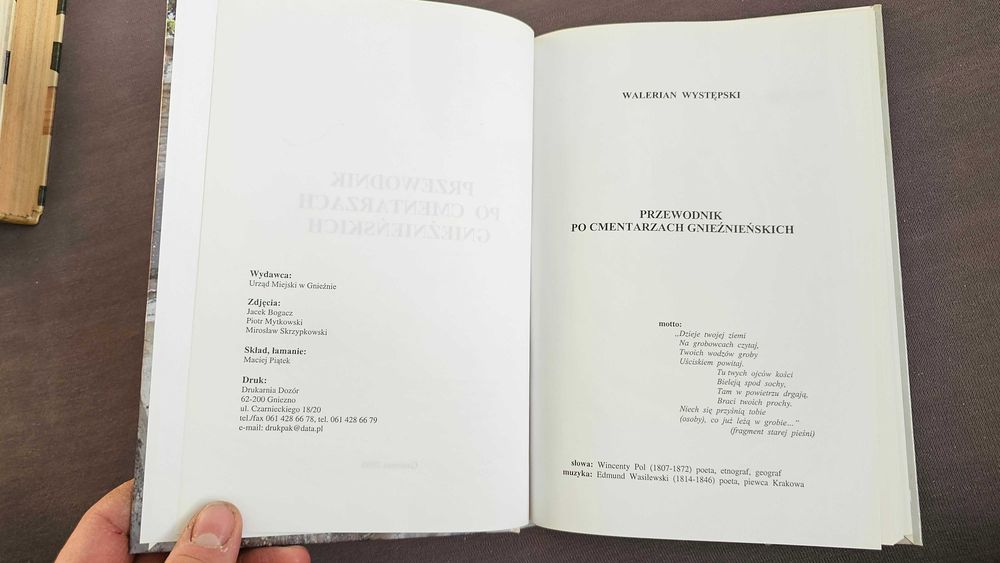 Wydawca:
Urząd Miejski w Gnieźnie
Zdjęcia:
Jacek Bogacz
Piotr Mytkowski
Mirosław Skrzypkowski
Skład, łamanie:
Maciej Piątek
Druk:
Drukarnia Dozór
62-200 Gniezno
ul. Czarnieckiego 18/20
tel./fax 061 428 66 78, tel. 061 428 66 79
e-mail: drukpak@data.pl
WALERIAN WYSTĘPSKI
PRZEWODNIK
PO CMENTARZACH GNIEŹNIEŃSKICH
motto:
„Dzieje twojej ziemi
Na grobowcach czytaj,
Twoich wodzów groby
Uściskiem powitaj.
Tu twych ojców kości
Bieleją spod sochy,
Tam w powietrzu drgają,
Braci twoich prochy.
Niech się przyśnią tobie
(osoby), co już leżą w grobie..."
(fragment starej pieśni)
słowa: Wincenty Pol (1807-1872) poeta, etnograf, geograf
muzyka: Edmund Wasilewski (1814-1846) poeta, piewca Krakowa